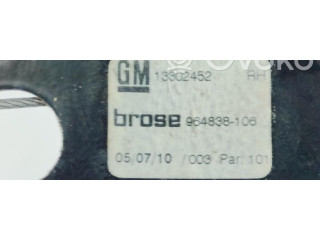 GM 13302452 RH
brose 964838-106
05/07/10 /003 Par: 101